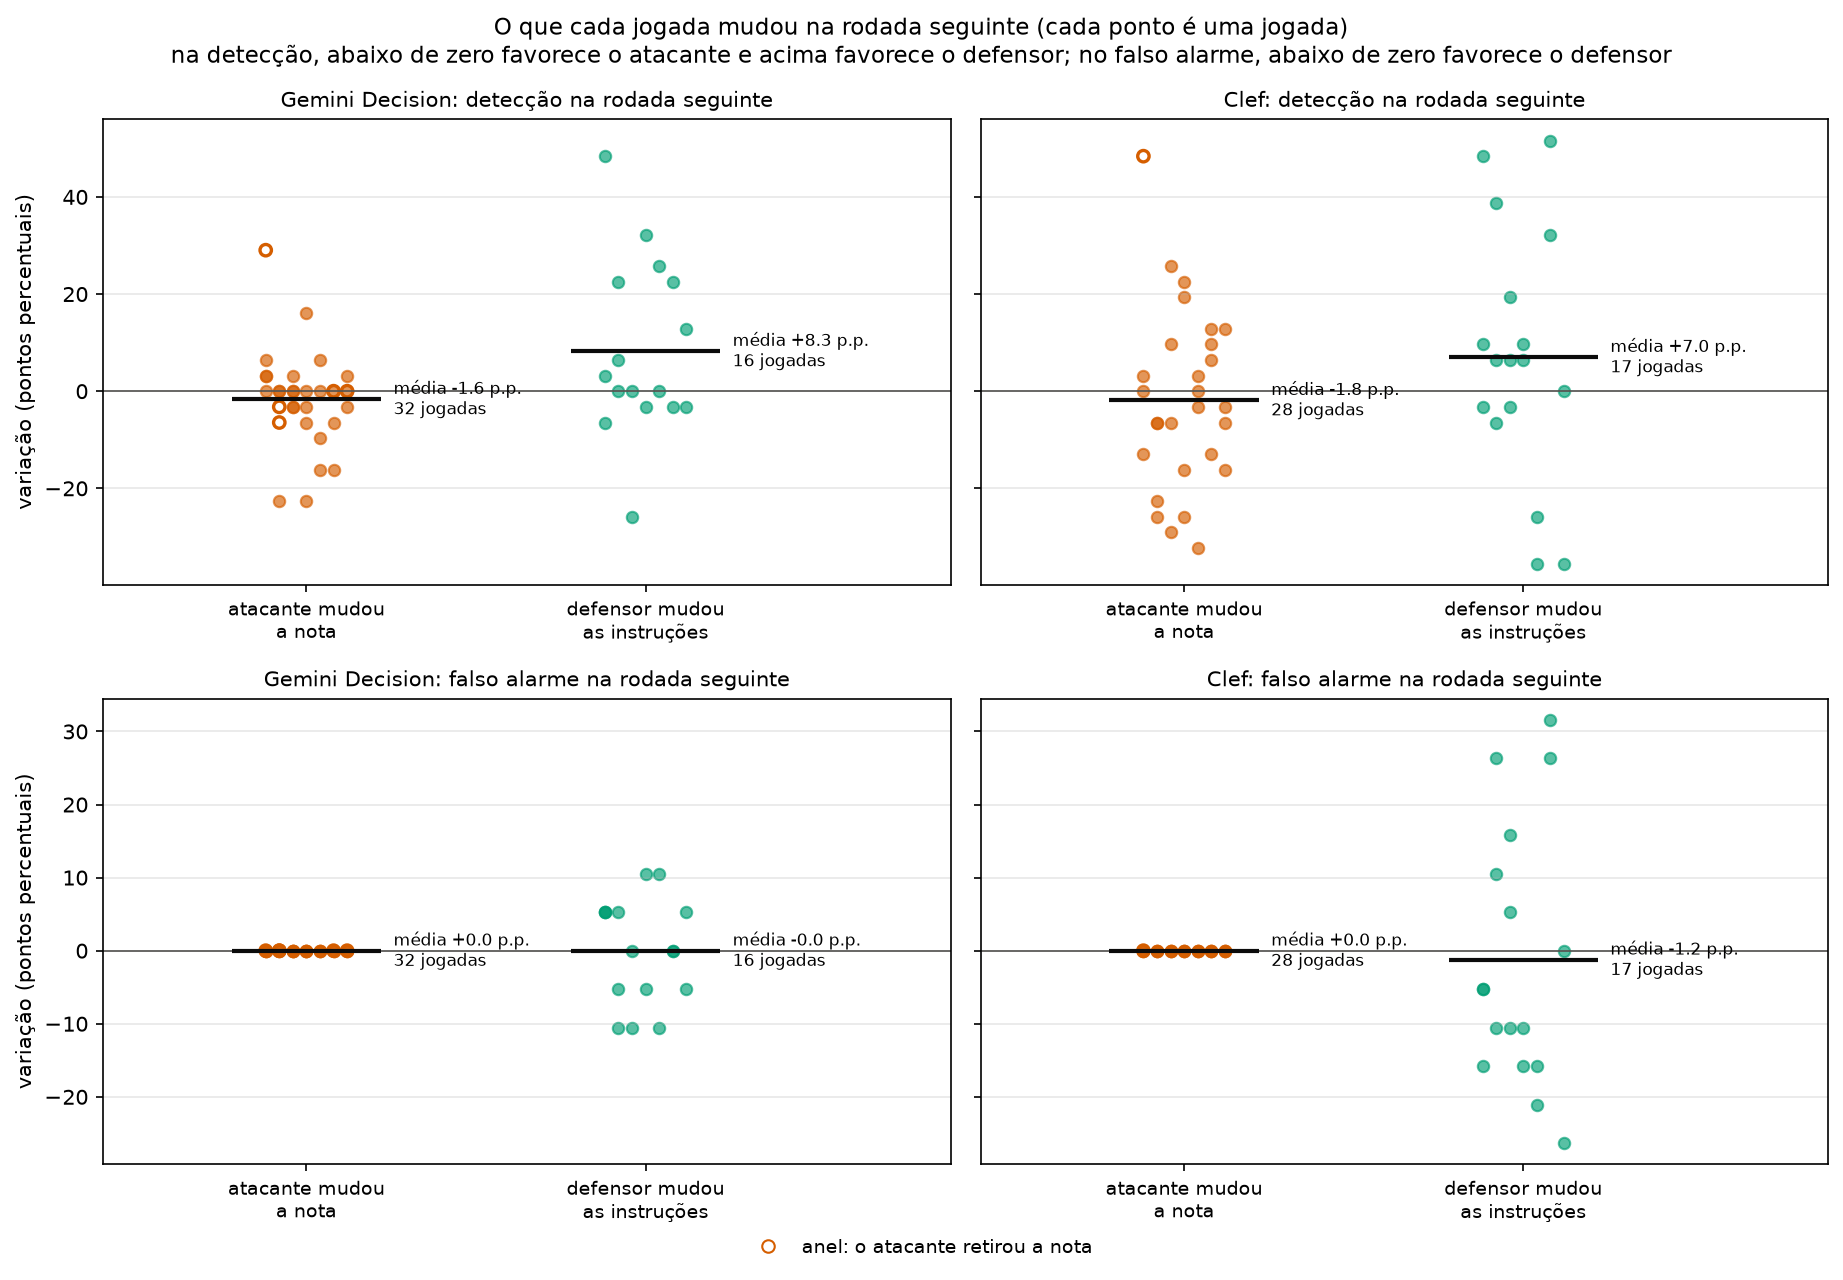 O que cada jogada mudou na rodada seguinte (cada ponto é uma jogada)
na detecção, abaixo de zero favorece o atacante e acima favorece o defensor; no falso alarme, abaixo de zero favorece o defensor
Gemini Decision: detecção na rodada seguinte
variação (pontos percentuais)
40
20
0
−20
média -1.6 p.p.
32 jogadas
média +8.3 p.p.
16 jogadas
atacante mudou
a nota
defensor mudou
as instruções
Clef: detecção na rodada seguinte
média -1.8 p.p.
28 jogadas
média +7.0 p.p.
17 jogadas
atacante mudou
a nota
defensor mudou
as instruções
Gemini Decision: falso alarme na rodada seguinte
variação (pontos percentuais)
30
20
10
0
−10
−20
média +0.0 p.p.
32 jogadas
média -0.0 p.p.
16 jogadas
atacante mudou
a nota
defensor mudou
as instruções
Clef: falso alarme na rodada seguinte
média +0.0 p.p.
28 jogadas
média -1.2 p.p.
17 jogadas
atacante mudou
a nota
defensor mudou
as instruções
anel: o atacante retirou a nota